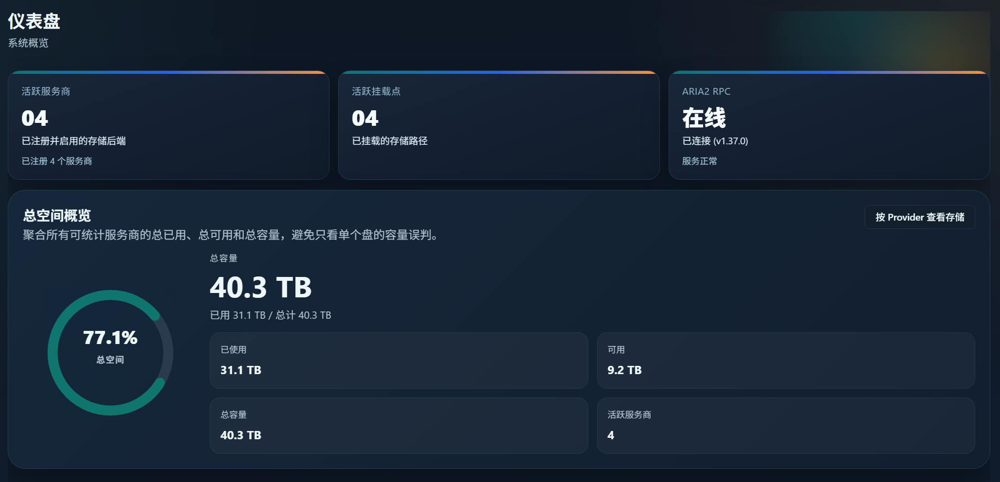 仪表盘
系统概览
活跃服务商
04
已注册并启用的存储后端
已注册 4 个服务商
活跃挂载点
04
已挂载的存储路径
ARIA2 RPC
在线
已连接 (v1.37.0)
服务正常
总空间概览
聚合所有可统计服务商的总已用、总可用和总容量，避免只看单个盘的容量误判。
按 Provider 查看存储
77.1%
总空间
总容量
40.3 TB
已用 31.1 TB / 总计 40.3 TB
已使用
31.1 TB
可用
9.2 TB
总容量
40.3 TB
活跃服务商
4